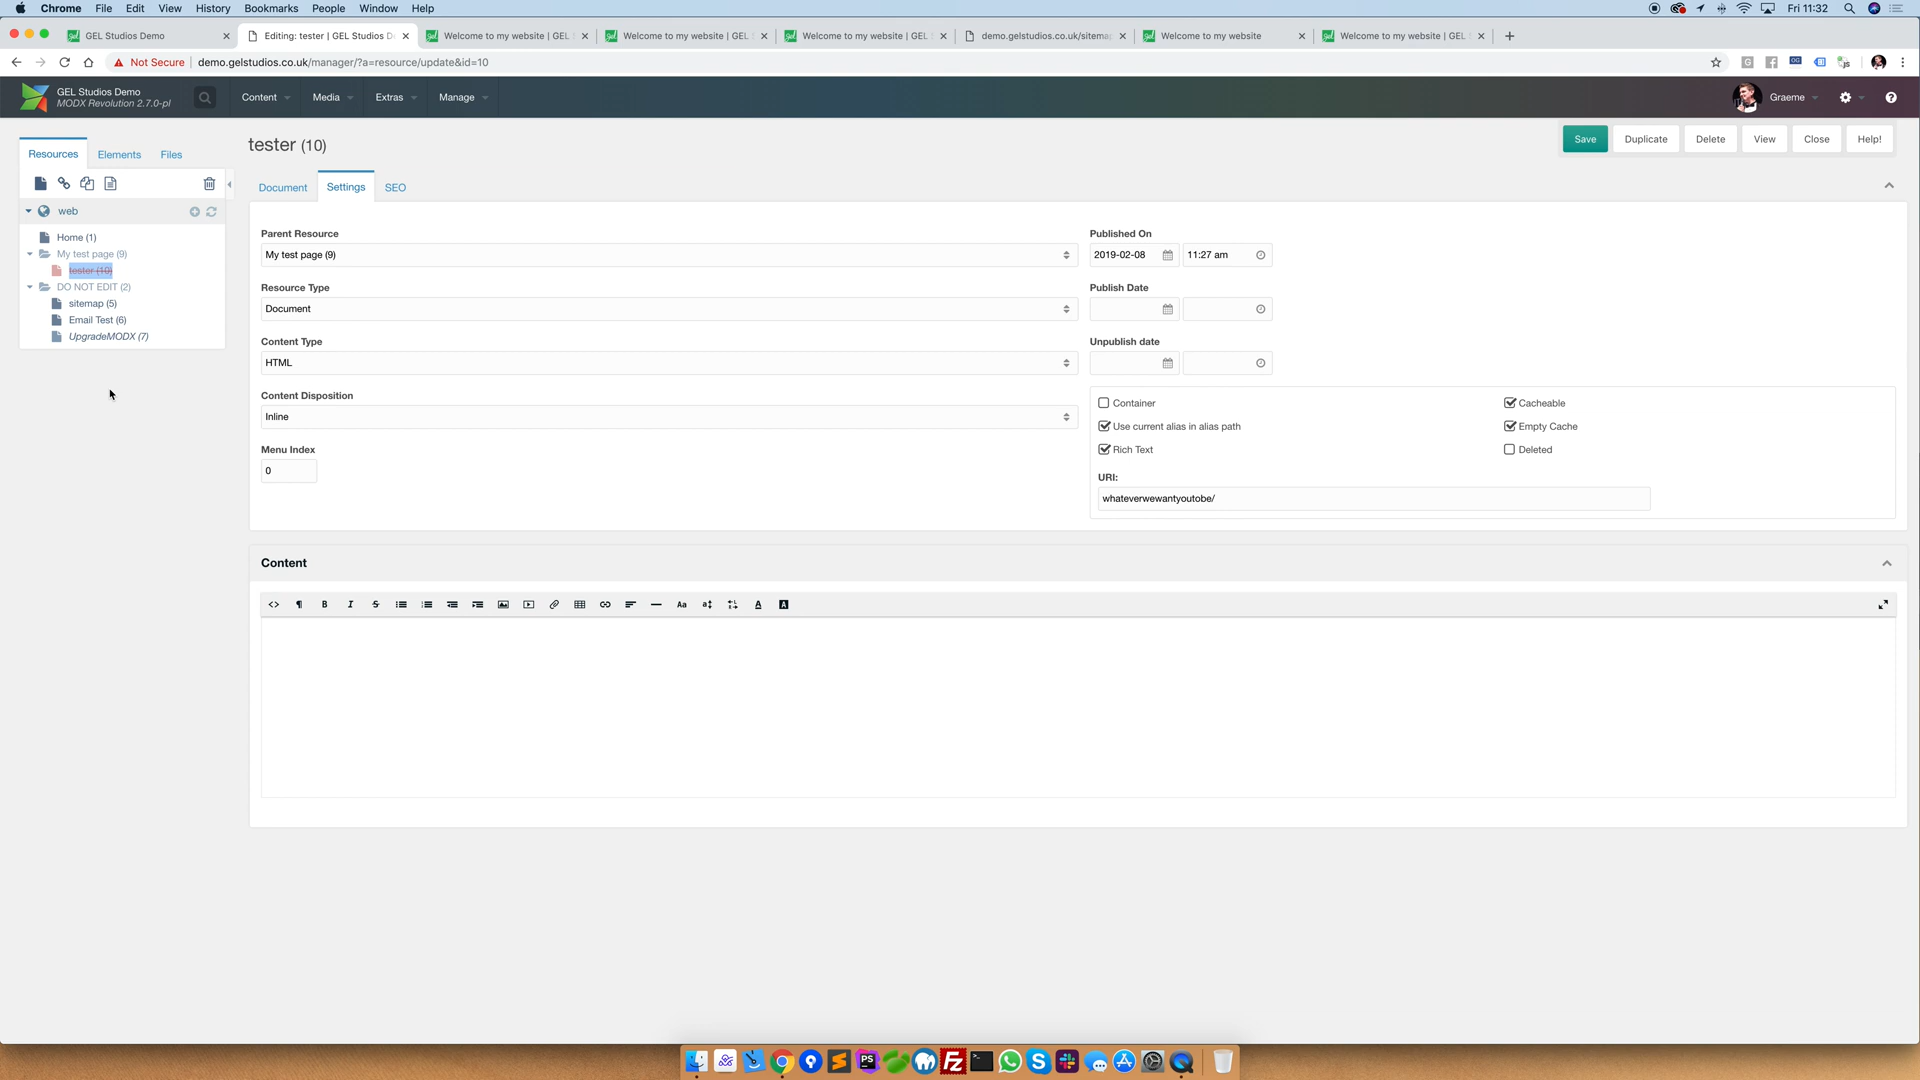 Chrome File Edit View History Bookmarks People Window Help
Fri 11:32
GEL Studios Demo
Editing: tester | GEL Studios D
Welcome to my website | GEL
Welcome to my website | GEL
Welcome to my website | GEL
demo.gelstudios.co.uk/sitema
Welcome to my website
Welcome to my website | GEL
Not Secure
demo.gelstudios.co.uk/manager/?a=resource/update&id=10
GEL Studios Demo
MODX Revolution 2.7.0-pl
Content
Media
Extras
Manage
Graeme
Resources
Elements
Files
web
Home (1)
My test page (9)
tester (10)
DO NOT EDIT (2)
sitemap (5)
Email Test (6)
UpgradeMODX (7)
tester (10)
Save
Duplicate
Delete
View
Close
Help!
Document
Settings
SEO
Parent Resource
My test page (9)
Resource Type
Document
Content Type
HTML
Content Disposition
Inline
Menu Index
0
Published On
2019-02-08
11:27 am
Publish Date
Unpublish date
Container
Cacheable
Use current alias in alias path
Empty Cache
Rich Text
Deleted
URI:
whateverwewantyoutobe/
Content